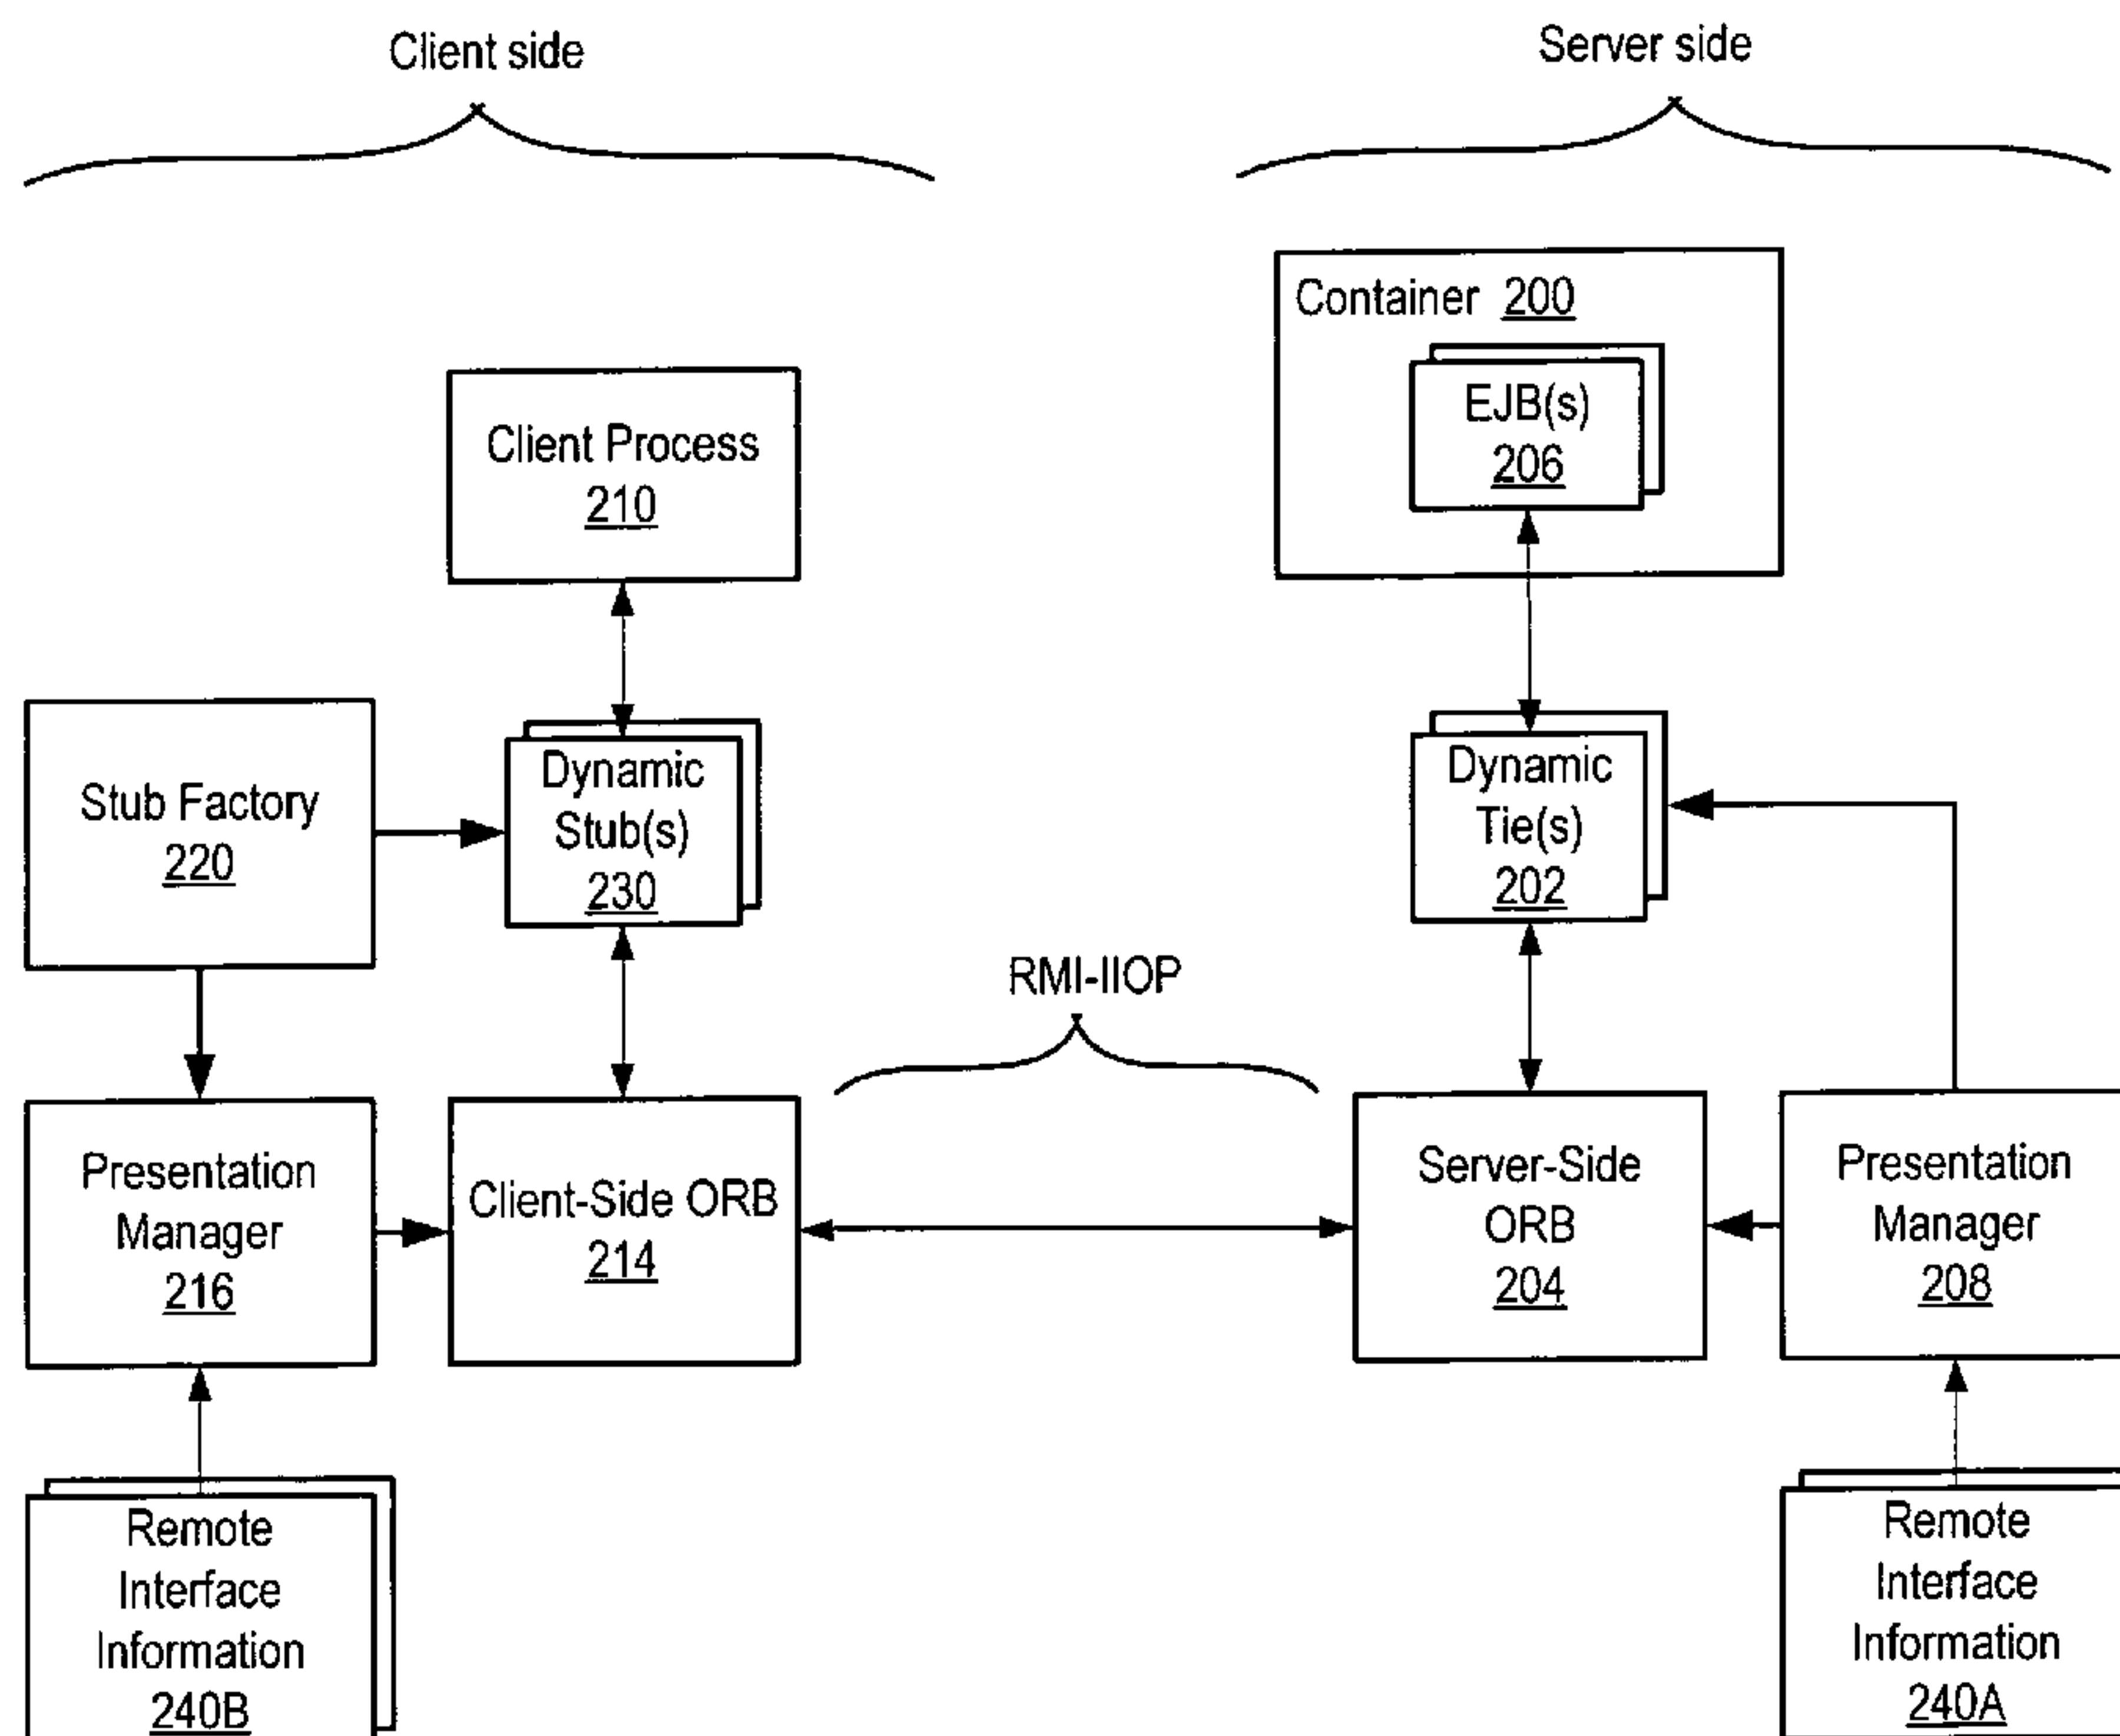 Client side
Server side
Container 200
EJB(s)
206
Client Process
210
Stub Factory
220
Dynamic
Stub(s)
230
Dynamic
Tie(s)
202
RMI-IIOP
Presentation
Manager
216
Client-Side ORB
214
Server-Side
ORB
204
Presentation
Manager
208
Remote
Interface
Information
240B
Remote
Interface
Information
240A